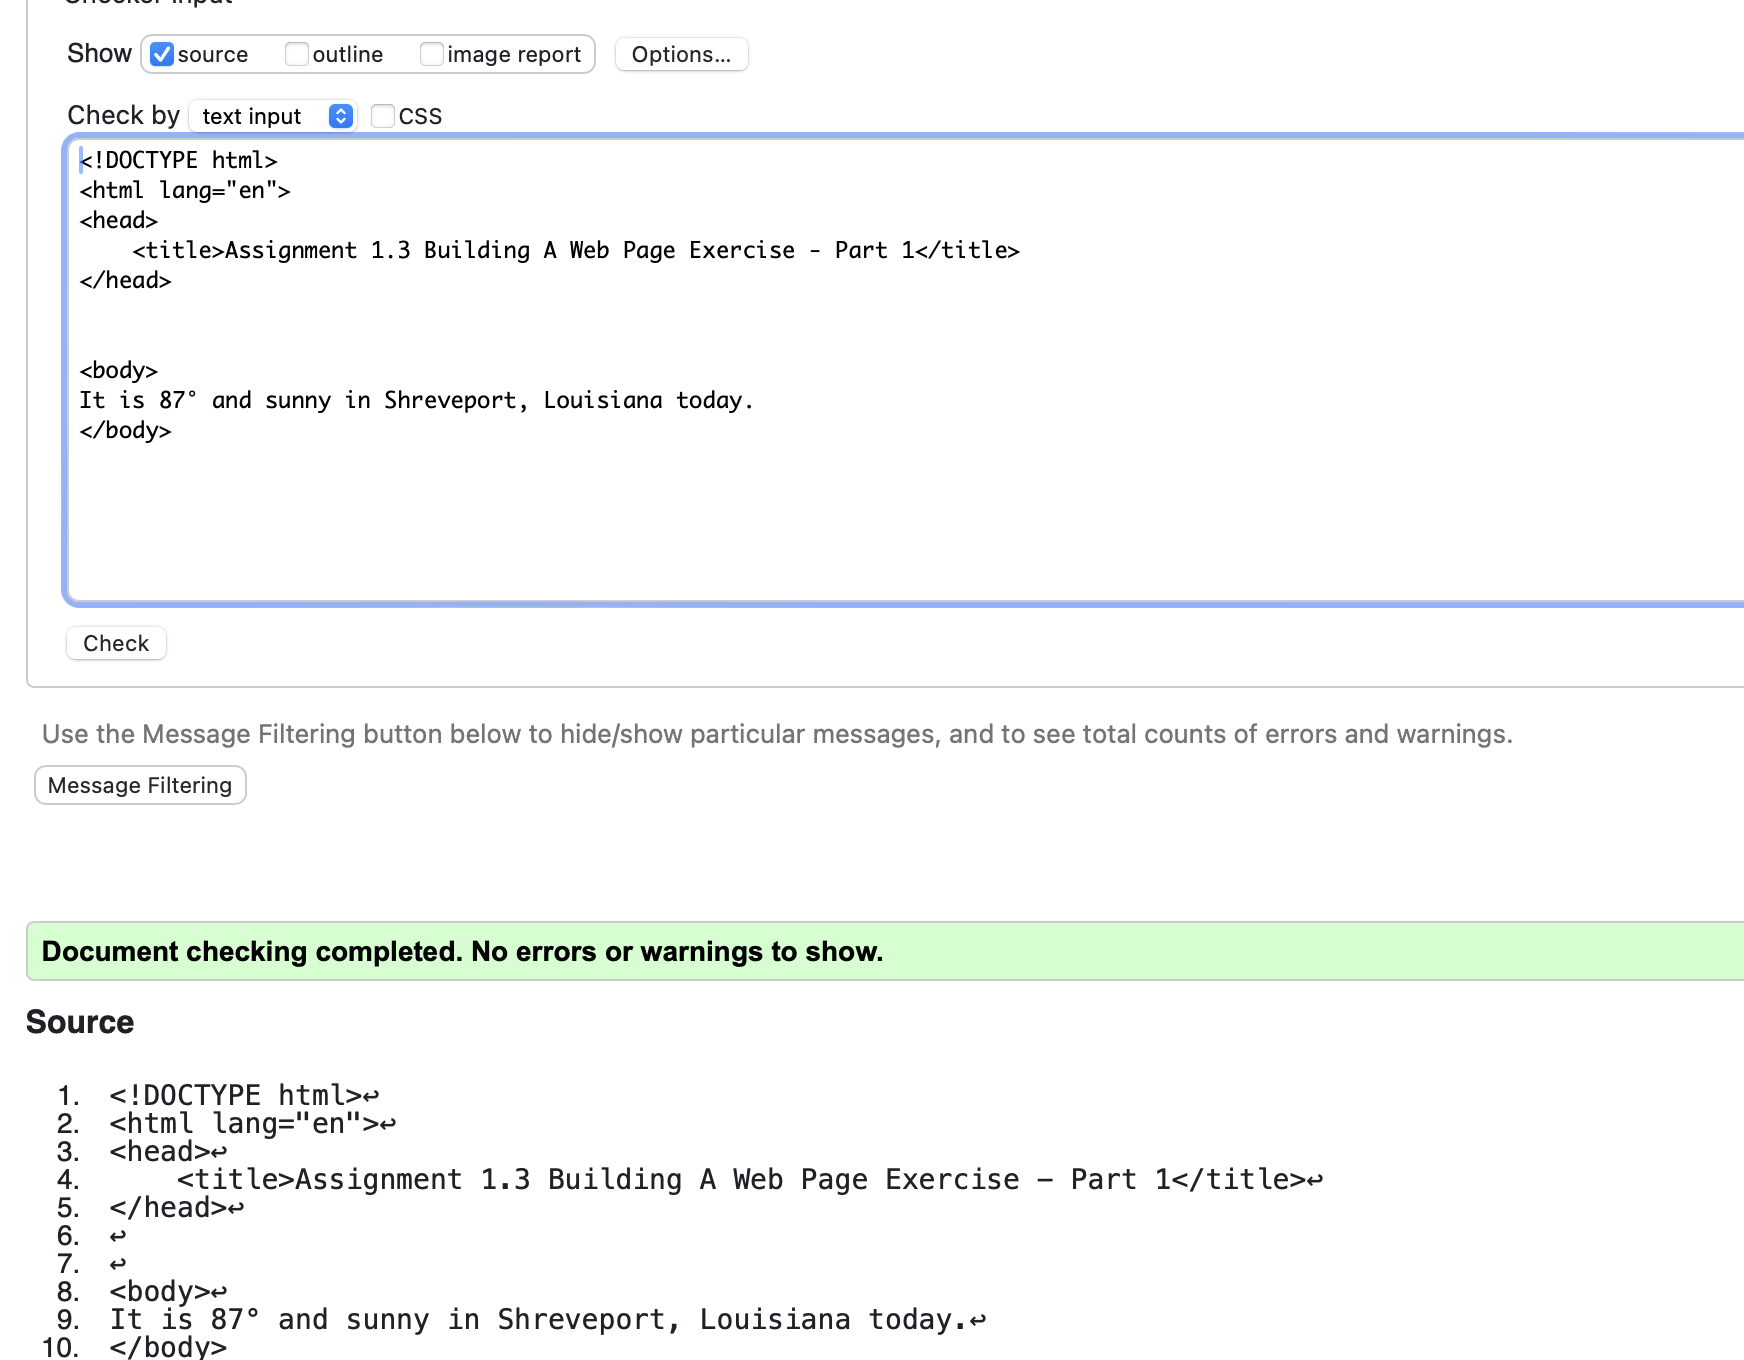 Checker Input
Show source outline image report Options...
Check by text input CSS
<!DOCTYPE html>
<html lang="en">
<head>
    <title>Assignment 1.3 Building A Web Page Exercise - Part 1</title>
</head>
<body>
It is 87° and sunny in Shreveport, Louisiana today.
</body>
Check
Use the Message Filtering button below to hide/show particular messages, and to see total counts of errors and warnings.
Message Filtering
Document checking completed. No errors or warnings to show.
Source
1. <!DOCTYPE html>↩
2. <html lang="en">↩
3. <head>↩
4.     <title>Assignment 1.3 Building A Web Page Exercise - Part 1</title>↩
5. </head>↩
6. ↩
7. ↩
8. <body>↩
9. It is 87° and sunny in Shreveport, Louisiana today.↩
10. </body>